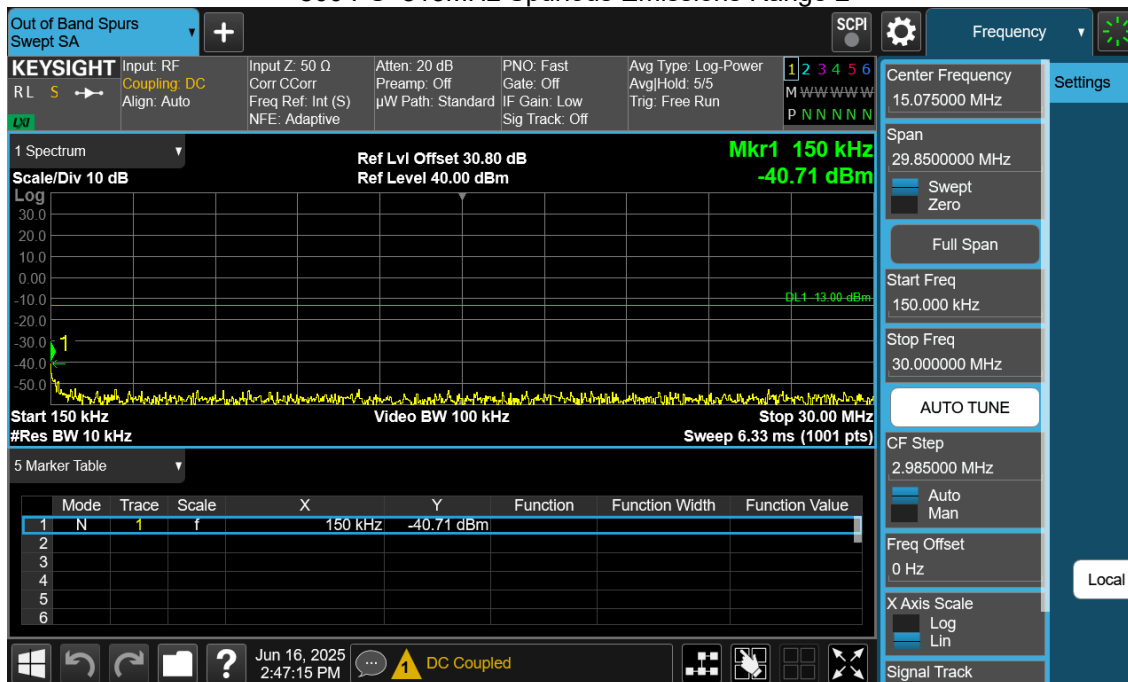 Out of Band Spurs
Swept SA
+
SCPI
Frequency
KEYSIGHT
RL S
LXI
Input: RF
Coupling: DC
Align: Auto
Input Z: 50 Ω
Corr CCorr
Freq Ref: Int (S)
NFE: Adaptive
Atten: 20 dB
Preamp: Off
µW Path: Standard
PNO: Fast
Gate: Off
IF Gain: Low
Sig Track: Off
Avg Type: Log-Power
Avg|Hold: 5/5
Trig: Free Run
1 2 3 4 5 6
M W W W W W
P N N N N N
1 Spectrum
Scale/Div 10 dB
Ref Lvl Offset 30.80 dB
Ref Level 40.00 dBm
Mkr1 150 kHz
-40.71 dBm
Log
30.0
20.0
10.0
0.00
-10.0
DL1 -13.00 dBm
-20.0
-30.0
1
-40.0
-50.0
Start 150 kHz
Video BW 100 kHz
Stop 30.00 MHz
#Res BW 10 kHz
Sweep 6.33 ms (1001 pts)
5 Marker Table
Mode Trace Scale X Y Function Function Width Function Value
1 N 1 f 150 kHz -40.71 dBm
2
3
4
5
6
Jun 16, 2025
2:47:15 PM
?
1
DC Coupled
Center Frequency
15.075000 MHz
Settings
Span
29.8500000 MHz
Swept
Zero
Full Span
Start Freq
150.000 kHz
Stop Freq
30.000000 MHz
AUTO TUNE
CF Step
2.985000 MHz
Auto
Man
Freq Offset
0 Hz
Local
X Axis Scale
Log
Lin
Signal Track